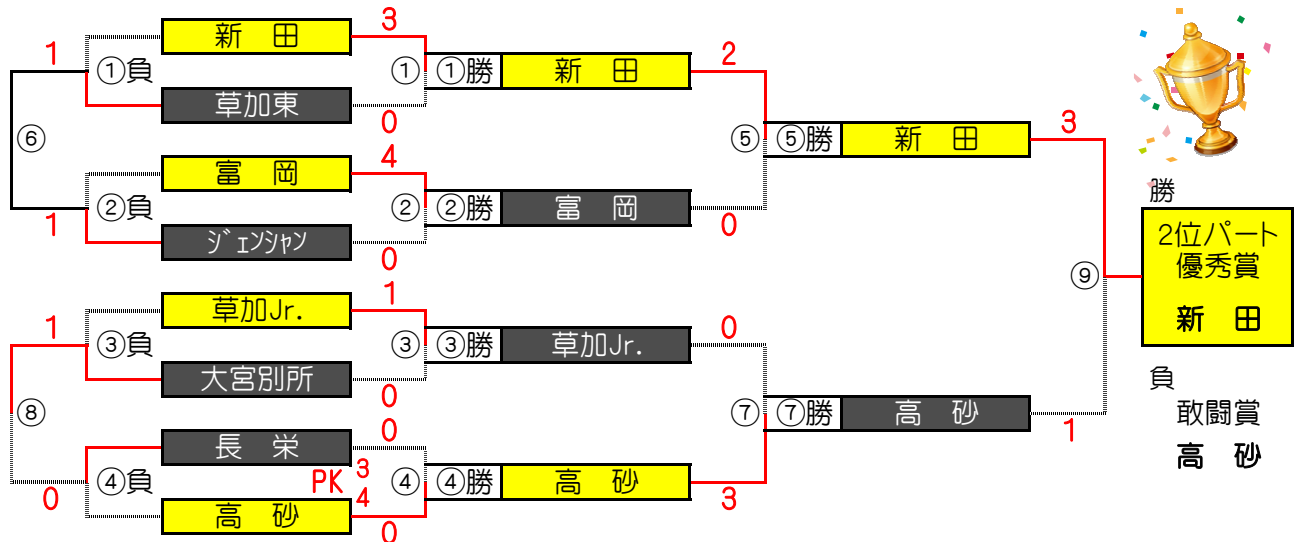 3
新 田
1
①負
①
①勝
新 田
2
草加東
0
⑥
⑤
⑤勝
新 田
3
4
富 岡
②負
②
②勝
富 岡
0
1
ジェンシャン
0
勝
2位パート
優秀賞
新 田
⑨
1
草加Jr.
1
③負
③
③勝
草加Jr.
0
大宮別所
0
⑧
⑦
⑦勝
高 砂
1
負
敢闘賞
高 砂
0
長 栄
④負
PK
3
4
④
④勝
高 砂
3
0
高 砂
0